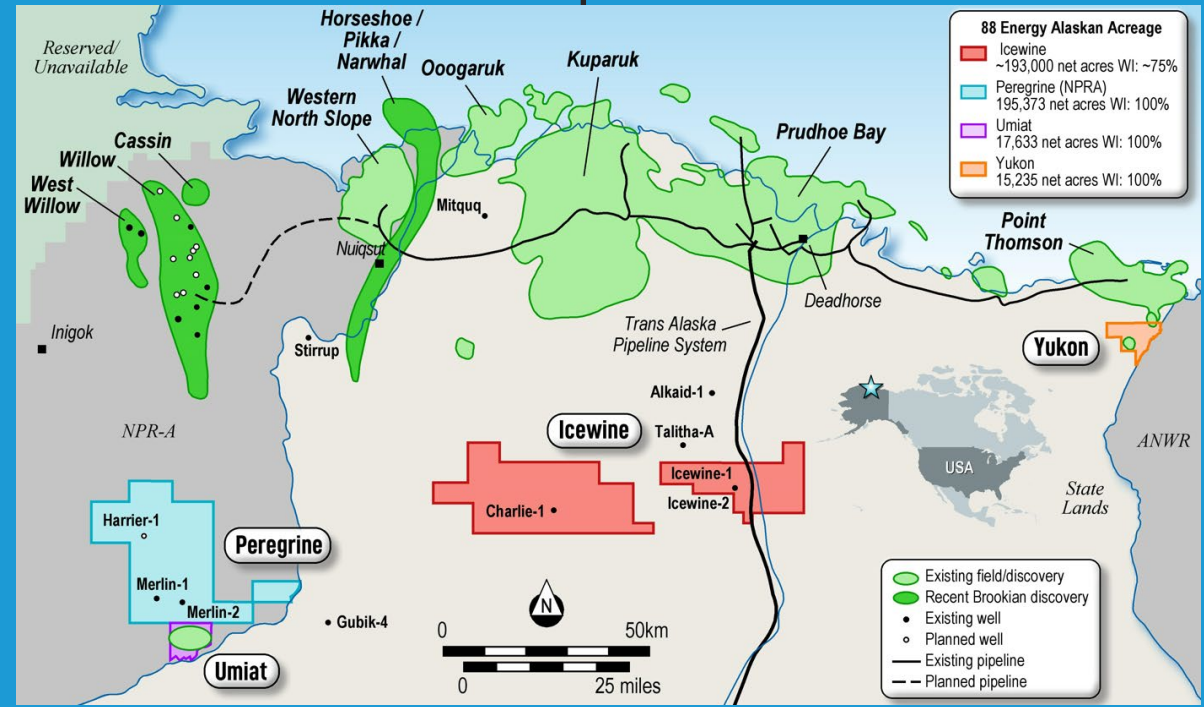 Reserved/
Unavailable
Horseshoe /
Pikka /
Narwhal
Ooogaruk
Kuparuk
Western
North Slope
Cassin
Willow
West
Willow
Prudhoe Bay
Point
Thomson
88 Energy Alaskan Acreage
Icewine
~193,000 net acres WI: ~75%
Peregrine (NPRA)
195,373 net acres WI: 100%
Umiat
17,633 net acres WI: 100%
Yukon
15,235 net acres WI: 100%
Mitquq
Nuiqsut
Deadhorse
Inigok
Stirrup
Trans Alaska
Pipeline System
Yukon
Alkaid-1
NPR-A
Icewine
Talitha-A
ANWR
USA
Icewine-1
Icewine-2
Charlie-1
State
Lands
Harrier-1
Peregrine
Merlin-1
Merlin-2
Gubik-4
Umiat
N
0
50km
0
25 miles
Existing field/discovery
Recent Brookian discovery
Existing well
Planned well
Existing pipeline
Planned pipeline